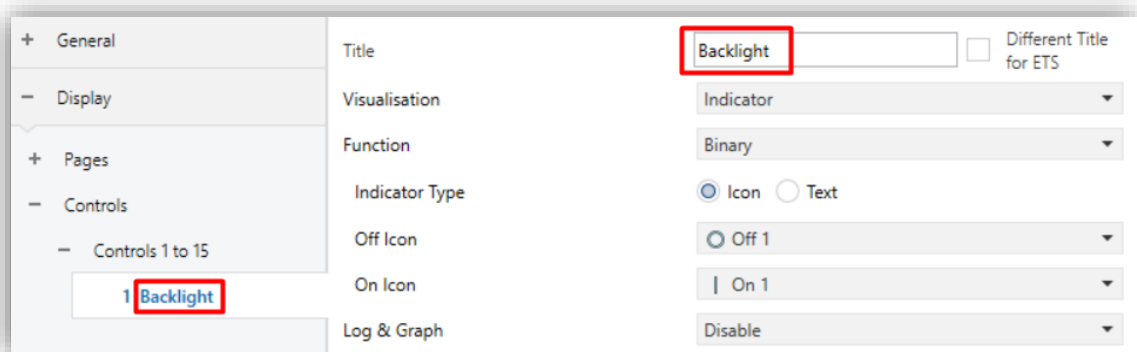 + General
− Display
+ Pages
− Controls
− Controls 1 to 15
1 Backlight
Title Backlight Different Title for ETS
Visualisation Indicator
Function Binary
Indicator Type Icon Text
Off Icon Off 1
On Icon On 1
Log & Graph Disable